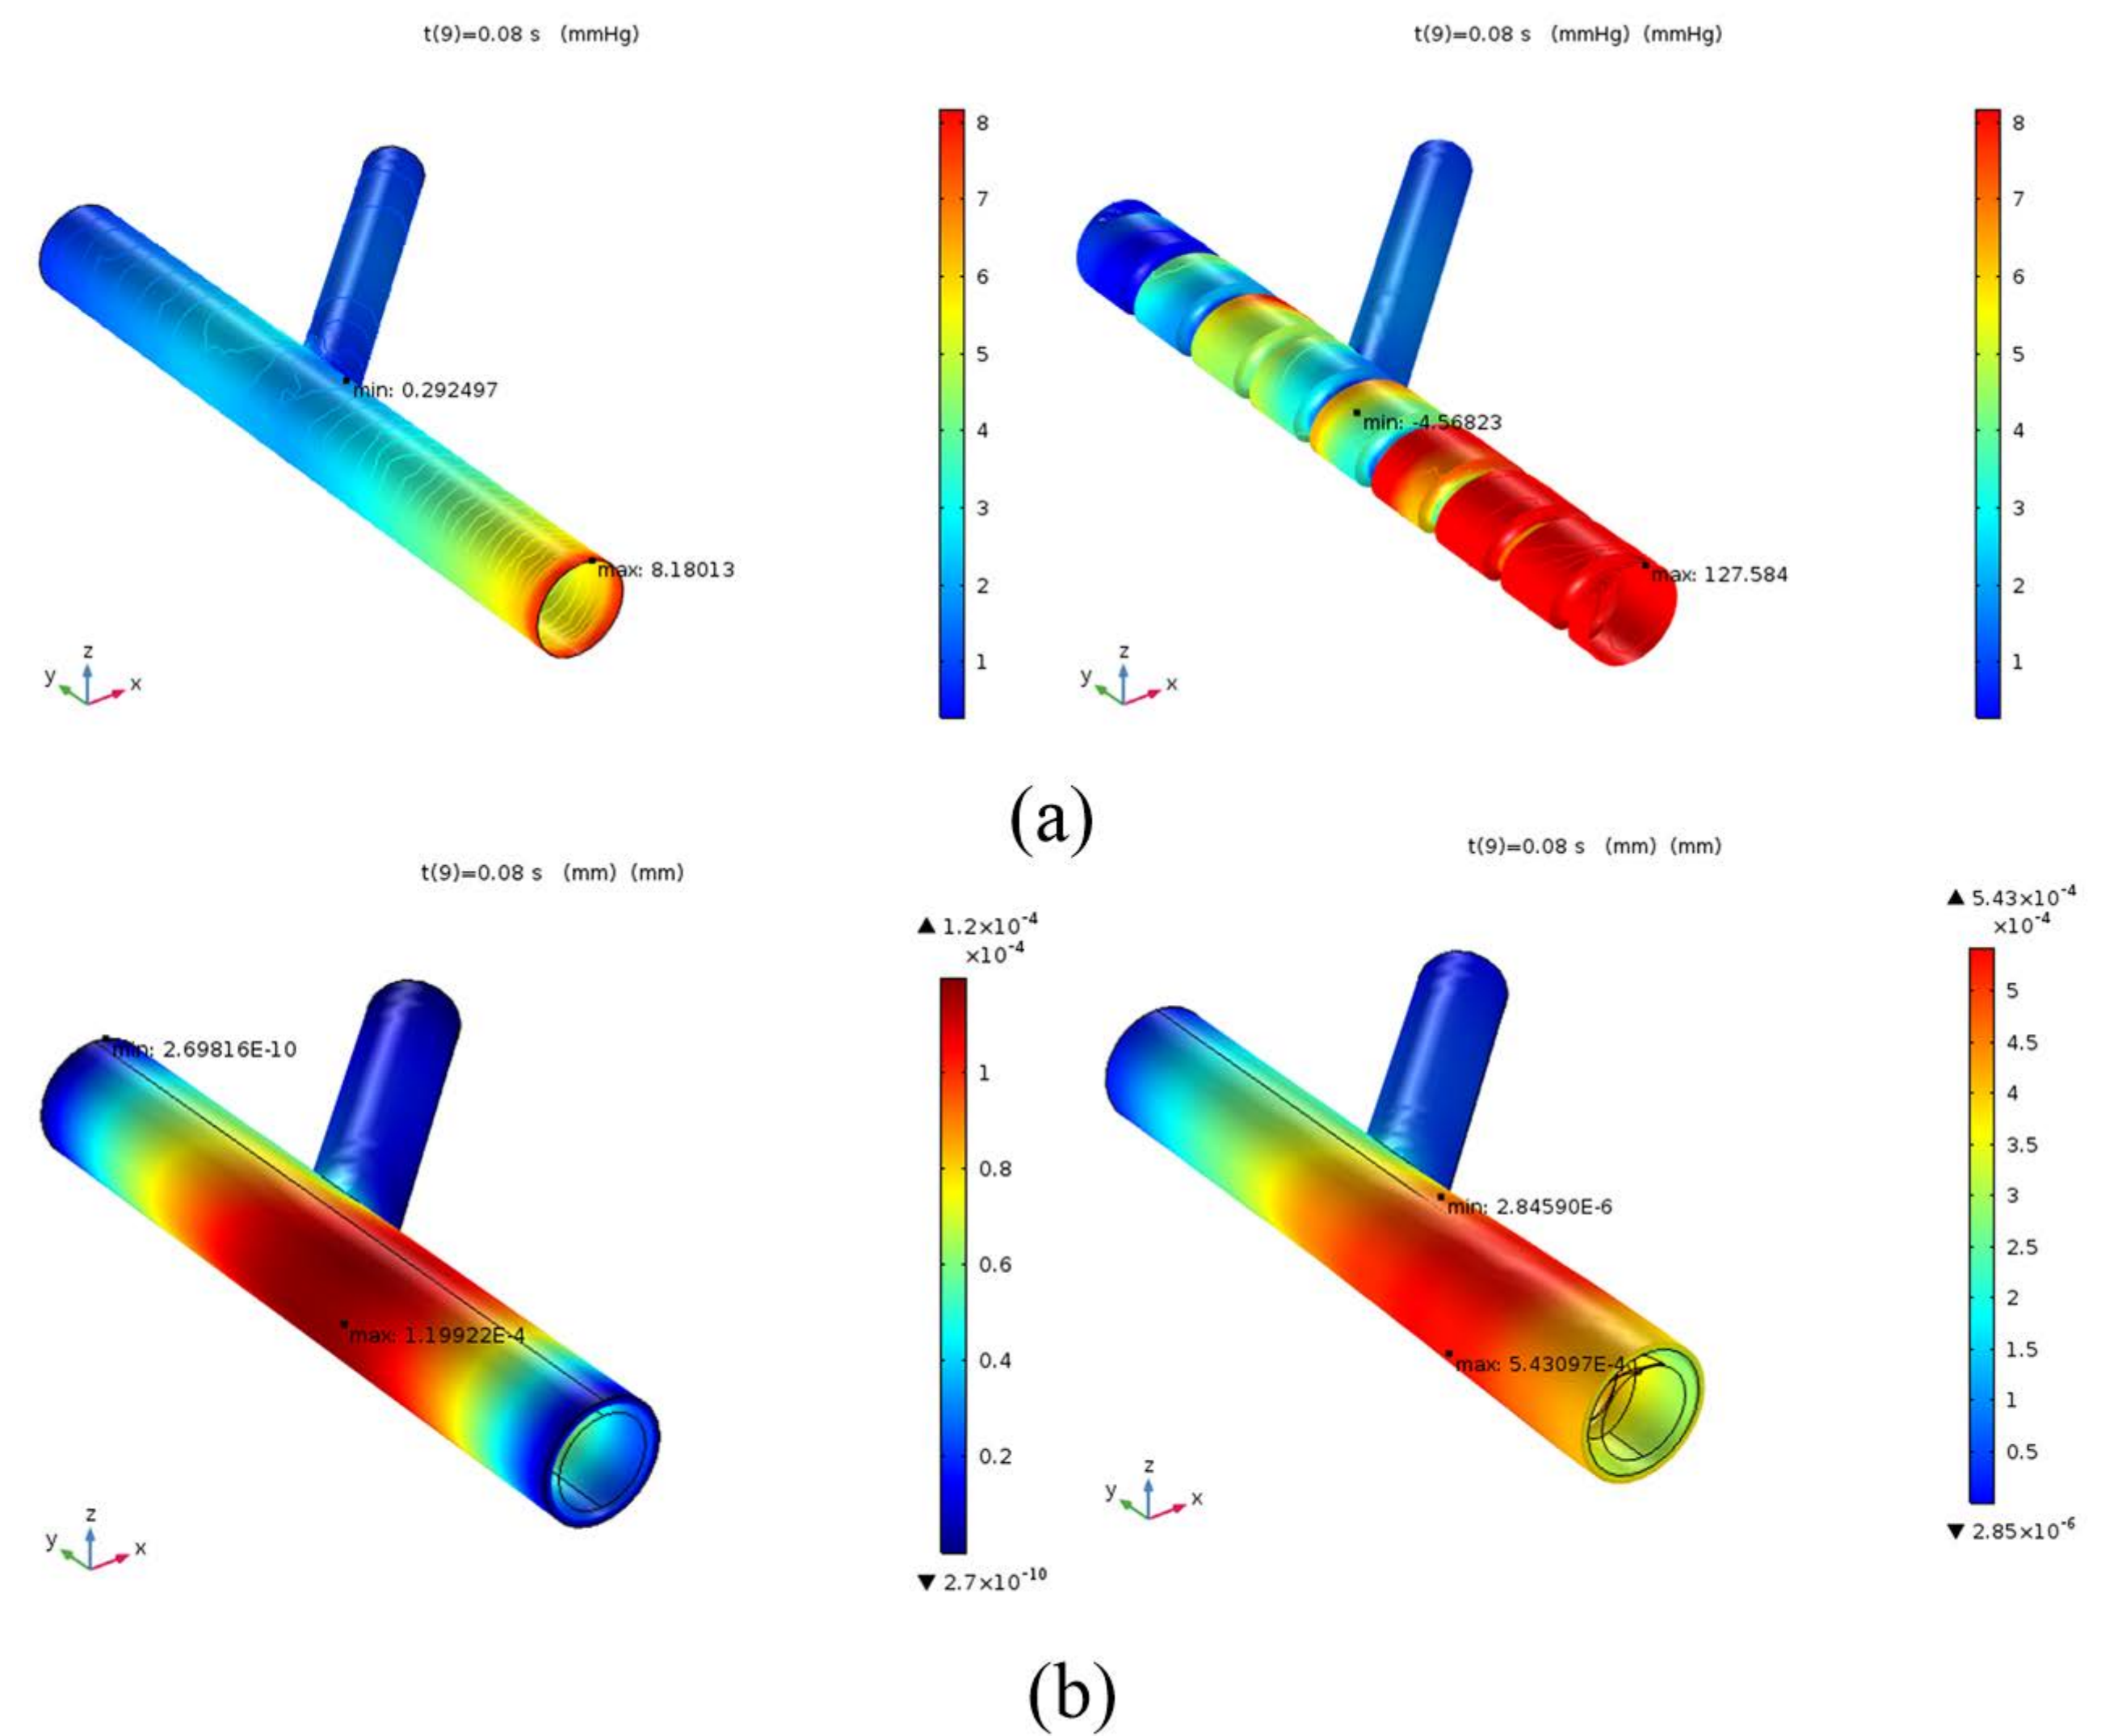 t(9)=0.08 s (mmHg)
8
7
6
5
4
3
2
1
min: 0.292497
max: 8.18013
z
y
x
t(9)=0.08 s (mmHg) (mmHg)
8
7
6
5
4
3
2
1
min: -4.56823
max: 127.584
z
y
x
(a)
t(9)=0.08 s (mm) (mm)
▲ 1.2×10⁻⁴
×10⁻⁴
1
0.8
0.6
0.4
0.2
▼ 2.7×10⁻¹⁰
min: 2.69816E-10
max: 1.19922E-4
z
y
x
t(9)=0.08 s (mm) (mm)
▲ 5.43×10⁻⁴
×10⁻⁴
5
4.5
4
3.5
3
2.5
2
1.5
1
0.5
▼ 2.85×10⁻⁶
min: 2.84590E-6
max: 5.43097E-4
z
y
x
(b)